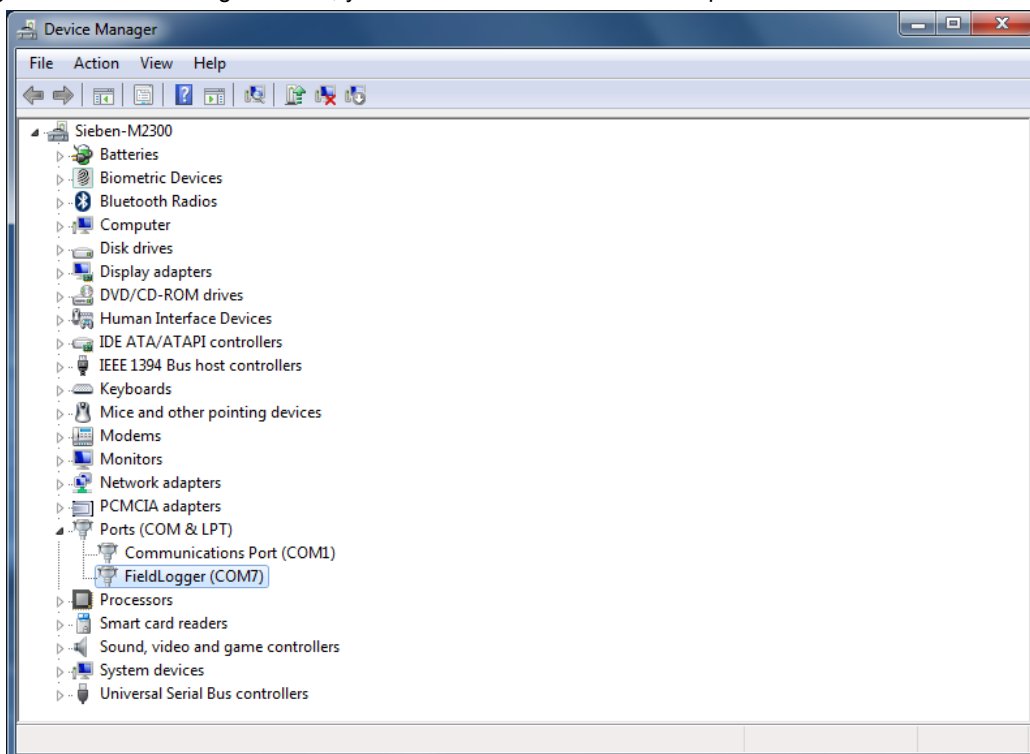 Device Manager
File Action View Help
Sieben-M2300
Batteries
Biometric Devices
Bluetooth Radios
Computer
Disk drives
Display adapters
DVD/CD-ROM drives
Human Interface Devices
IDE ATA/ATAPI controllers
IEEE 1394 Bus host controllers
Keyboards
Mice and other pointing devices
Modems
Monitors
Network adapters
PCMCIA adapters
Ports (COM & LPT)
Communications Port (COM1)
FieldLogger (COM7)
Processors
Smart card readers
Sound, video and game controllers
System devices
Universal Serial Bus controllers